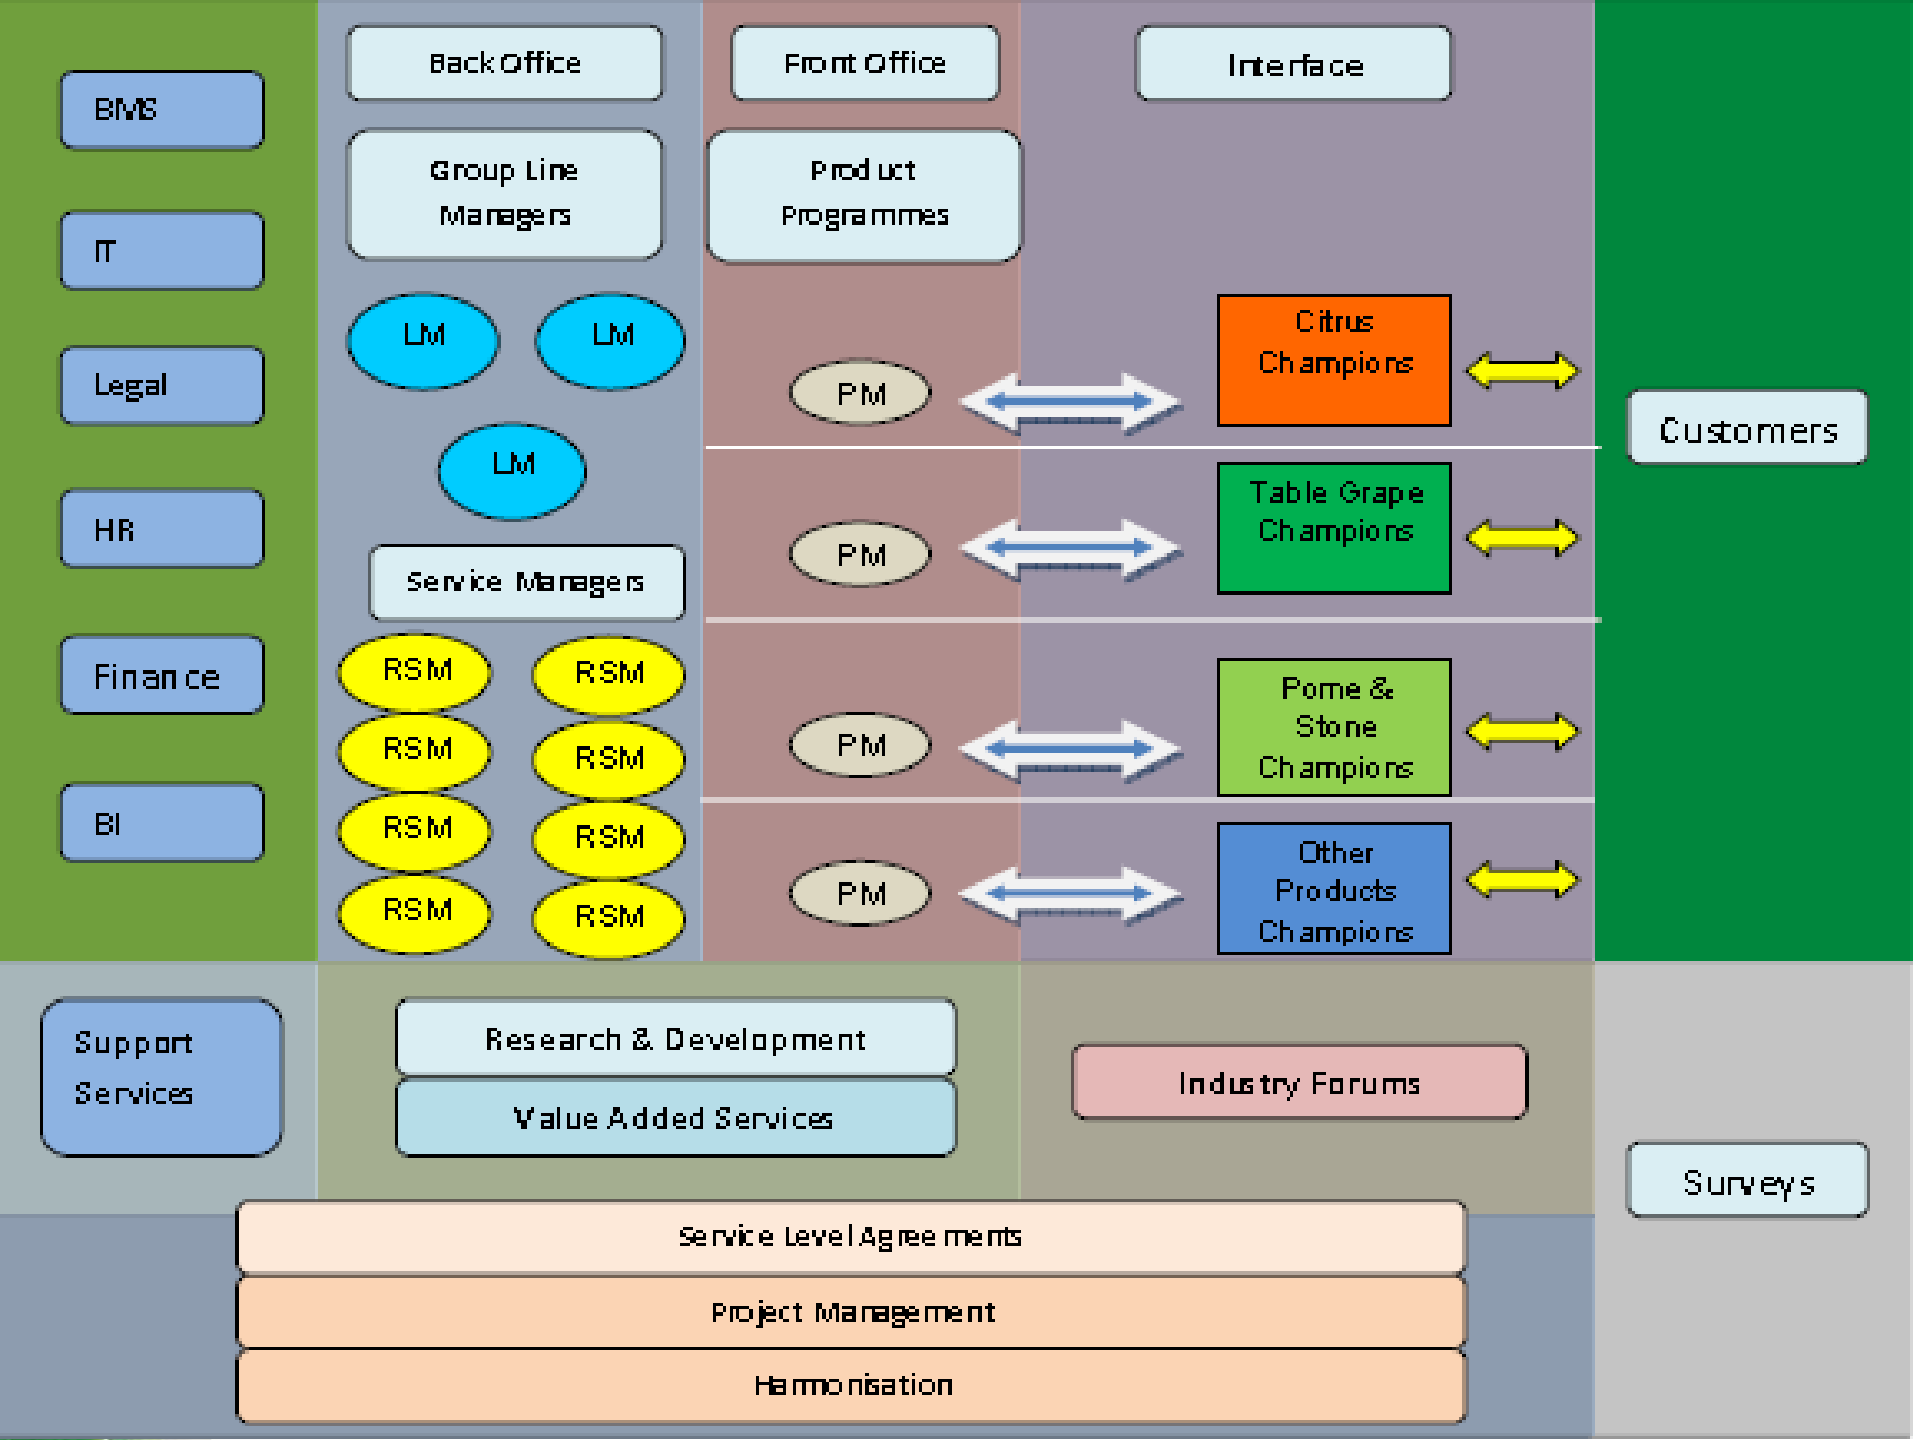 BMS
IT
Legal
HR
Finance
BI
Support
Services
Back Office
Group Line
Managers
LM
LM
LM
Service Managers
RSM
RSM
RSM
RSM
RSM
RSM
RSM
RSM
Front Office
Product
Programmes
PM
PM
PM
PM
Interface
Citrus
Champions
Table Grape
Champions
Pome &
Stone
Champions
Other
Products
Champions
Customers
Research & Development
Value Added Services
Industry Forums
Surveys
Service Level Agreements
Project Management
Harmonisation